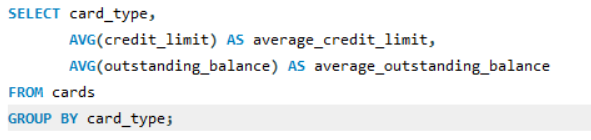 SELECT card_type,
AVG(credit_limit) AS average_credit_limit,
AVG(outstanding_balance) AS average_outstanding_balance
FROM cards
GROUP BY card_type;